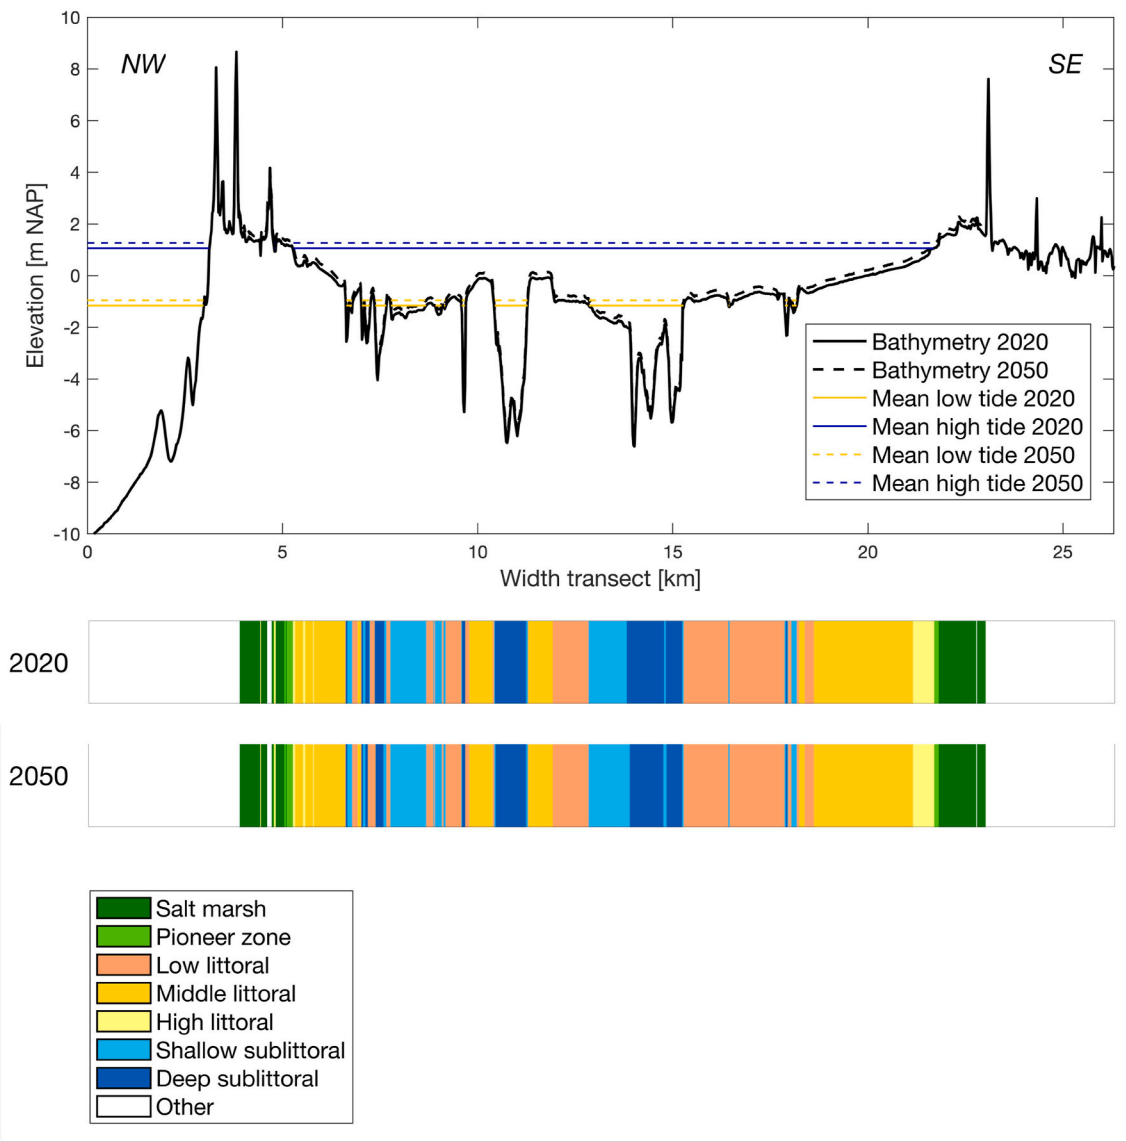 10
8
6
4
2
0
-2
-4
-6
-8
-10
Elevation [m NAP]
NW
SE
Bathymetry 2020
Bathymetry 2050
Mean low tide 2020
Mean high tide 2020
Mean low tide 2050
Mean high tide 2050
0 5 10 15 20 25
Width transect [km]
2020
2050
Salt marsh
Pioneer zone
Low littoral
Middle littoral
High littoral
Shallow sublittoral
Deep sublittoral
Other